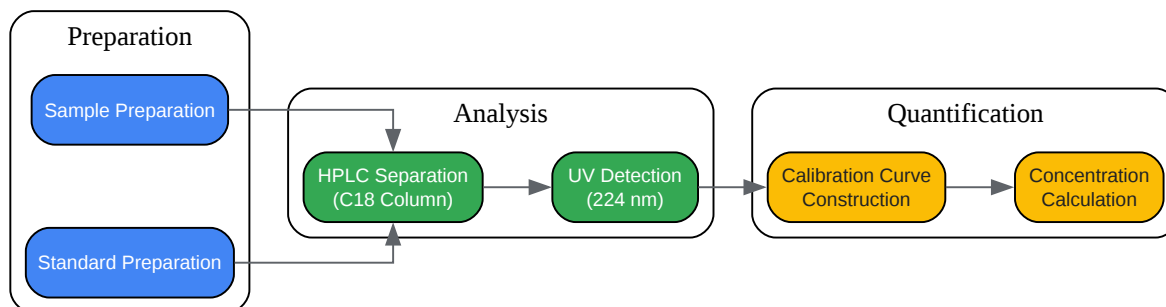 Preparation
Sample Preparation
Standard Preparation
Analysis
HPLC Separation
(C18 Column)
UV Detection
(224 nm)
Quantification
Calibration Curve
Construction
Concentration
Calculation